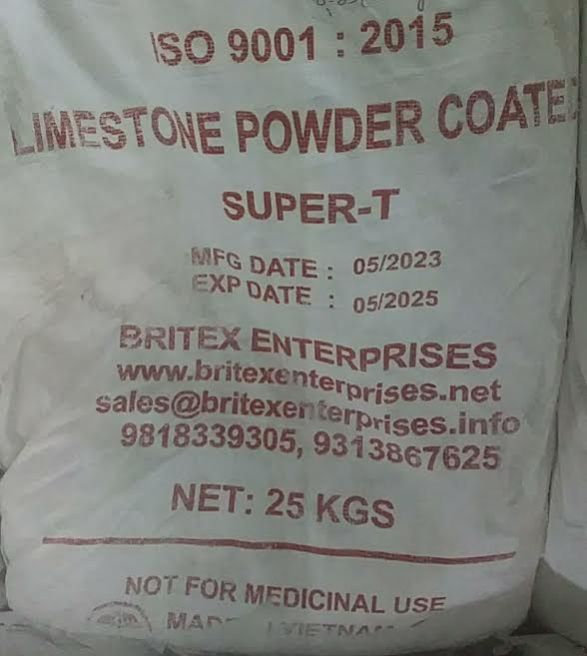 ISO 9001 : 2015
LIMESTONE POWDER COATED
SUPER-T
MFG DATE : 05/2023
EXP DATE : 05/2025
BRITEX ENTERPRISES
www.britexenterprises.net
sales@britexenterprises.info
9818339305, 9313867625
NET: 25 KGS
NOT FOR MEDICINAL USE